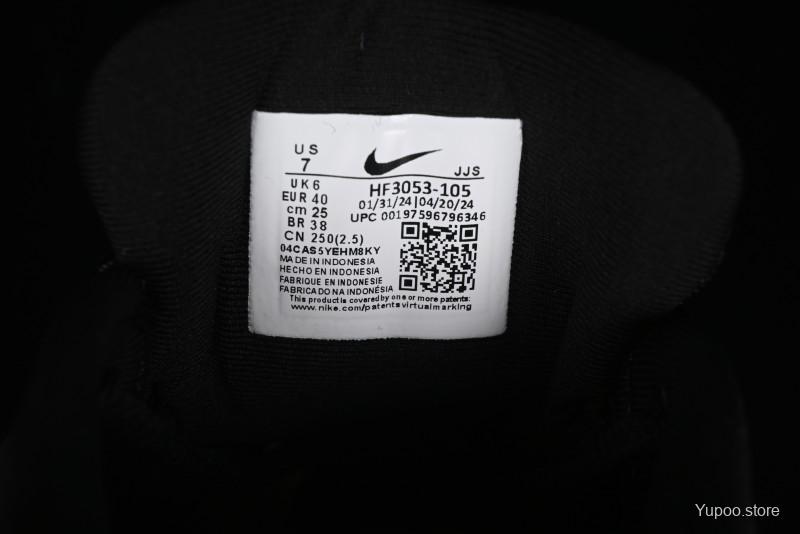 US
7
JJS
UK 6
EUR 40
cm 25
BR 38
CN 250(2.5)
HF3053-105
01/31/24|04/20/24
UPC 00197596796346
04CAS5YEHM8KY
MADE IN INDONESIA
HECHO EN INDONESIA
FABRIQUE EN INDONESIE
FABRICADO NA INDONÉSIA
This product is covered by one or more patents:
www.nike.com/patentsvirtualmarking
Yupoo.store